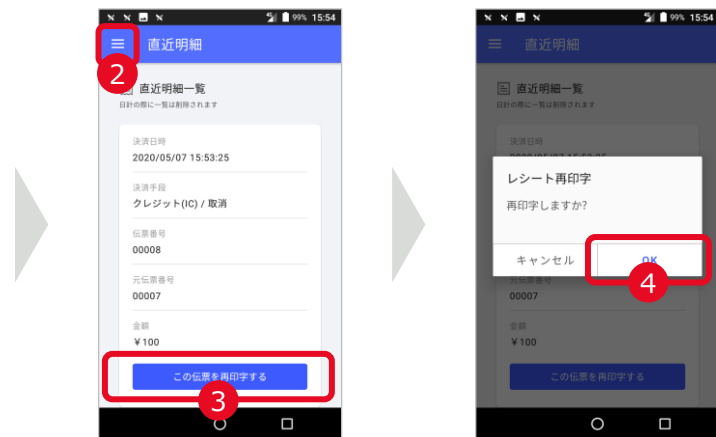 99% 15:54
直近明細
2
直近明細一覧
日計の際に一覧は削除されます
決済日時
2020/05/07 15:53:25
決済手段
クレジット(IC) / 取消
伝票番号
00008
元伝票番号
00007
金額
￥100
この伝票を再印字する
3
99% 15:54
直近明細
直近明細一覧
日計の際に一覧は削除されます
決済日時
2020/05/07 15:53:25
レシート再印字
再印字しますか?
キャンセル
OK
4
元伝票番号
00007
金額
￥100
この伝票を再印字する